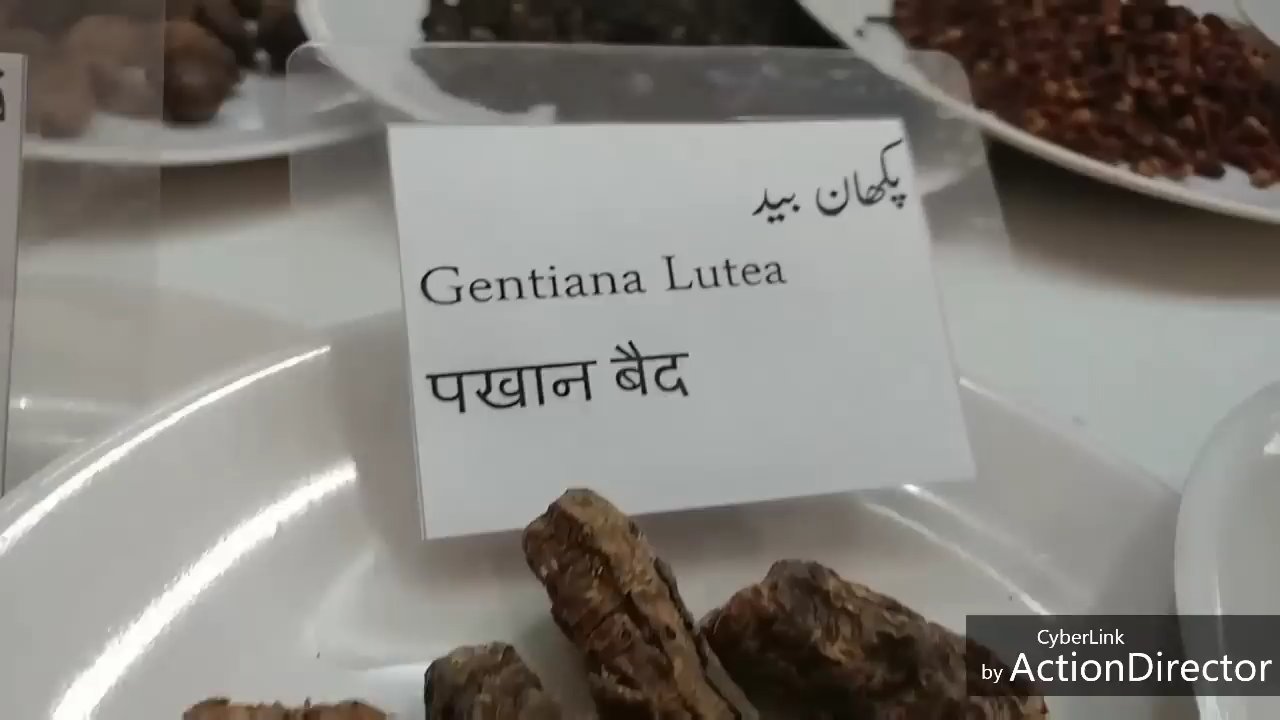 پکھان بید
Gentiana Lutea
पखान बैद
CyberLink
by ActionDirector